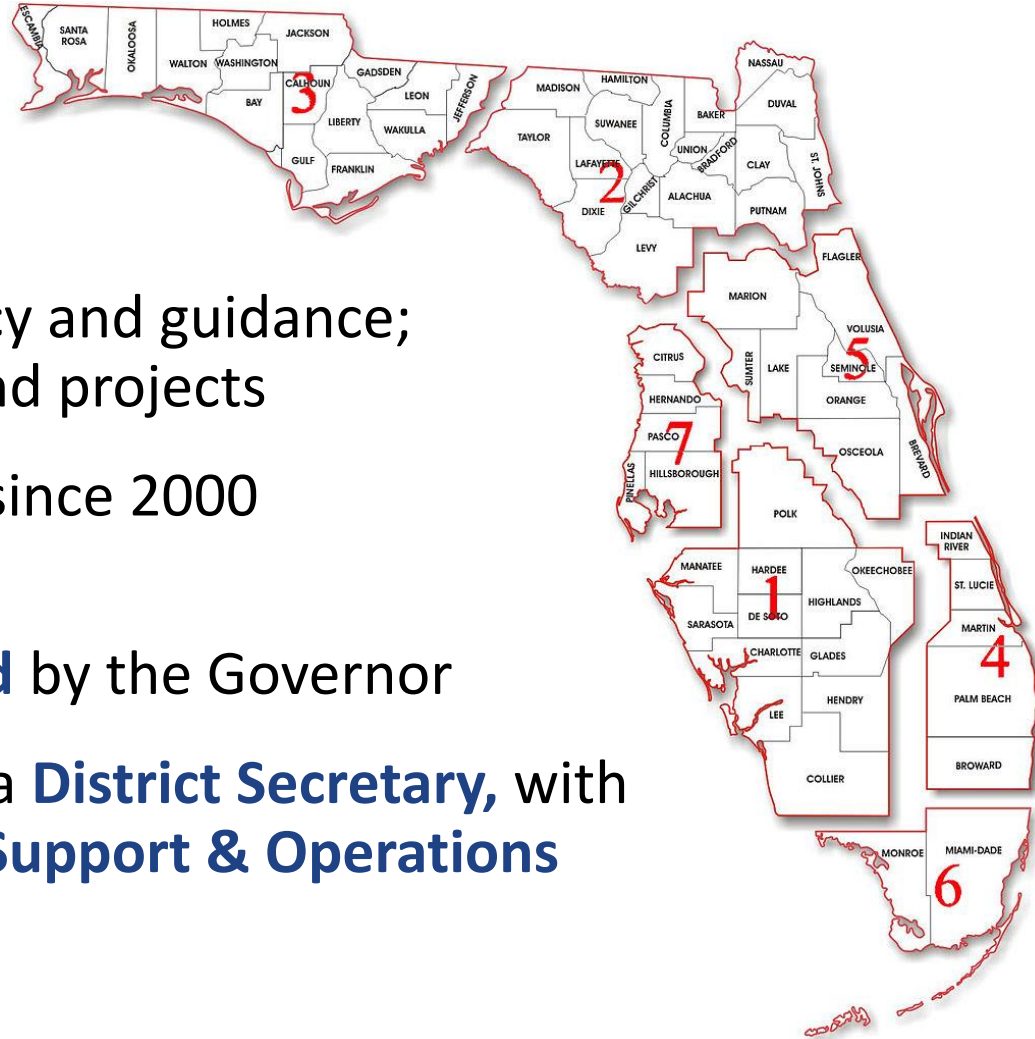 ESCAMBIA
SANTA
ROSA
OKALOOSA
WALTON
HOLMES
WASHINGTON
JACKSON
BAY
CALHOUN
3
GADSDEN
LIBERTY
LEON
JEFFERSON
WAKULLA
GULF
FRANKLIN
MADISON
HAMILTON
TAYLOR
SUWANEE
COLUMBIA
BAKER
NASSAU
DUVAL
LAFAYETTE
2
UNION
BRADFORD
CLAY
ST. JOHNS
DIXIE
GILCHRIST
ALACHUA
PUTNAM
LEVY
FLAGLER
MARION
VOLUSIA
5
SUMTER
LAKE
SEMINOLE
ORANGE
OSCEOLA
BREVARD
CITRUS
HERNANDO
PASCO
7
PINELLAS
HILLSBOROUGH
POLK
MANATEE
HARDEE
OKEECHOBEE
1
HIGHLANDS
SARASOTA
DE SOTO
CHARLOTTE
GLADES
LEE
HENDRY
COLLIER
INDIAN
RIVER
ST. LUCIE
MARTIN
4
PALM BEACH
BROWARD
MONROE
MIAMI-DADE
6
cy and guidance;
nd projects
since 2000
d by the Governor
a District Secretary, with
Support & Operations